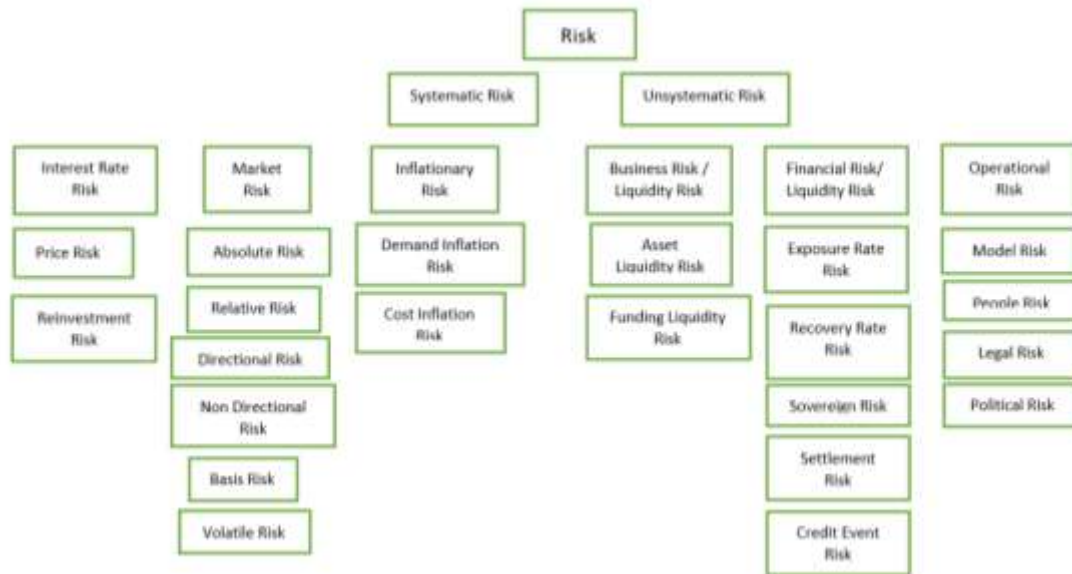 Risk
Systematic Risk
Unsystematic Risk
Interest Rate
Risk
Market
Risk
Inflationary
Risk
Business Risk /
Liquidity Risk
Financial Risk/
Liquidity Risk
Operational
Risk
Price Risk
Reinvestment
Risk
Absolute Risk
Relative Risk
Directional Risk
Non Directional
Risk
Basis Risk
Volatile Risk
Demand Inflation
Risk
Cost Inflation
Risk
Asset
Liquidity Risk
Funding Liquidity
Risk
Exposure Rate
Risk
Recovery Rate
Risk
Sovereign Risk
Settlement
Risk
Credit Event
Risk
Model Risk
People Risk
Legal Risk
Political Risk